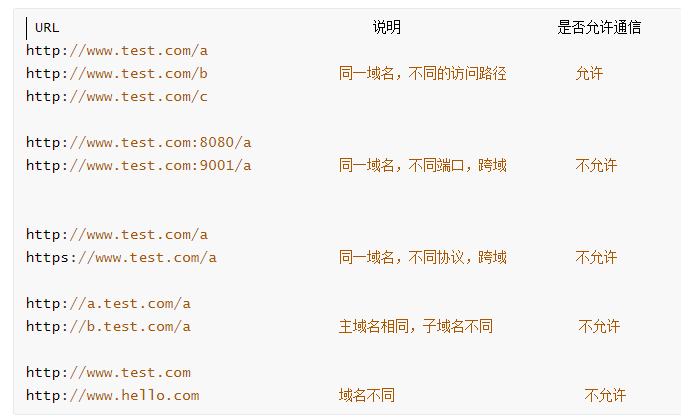 URL 说明 是否允许通信
http://www.test.com/a
http://www.test.com/b 同一域名，不同的访问路径 允许
http://www.test.com/c
http://www.test.com:8080/a
http://www.test.com:9001/a 同一域名，不同端口，跨域 不允许
http://www.test.com/a
https://www.test.com/a 同一域名，不同协议，跨域 不允许
http://a.test.com/a
http://b.test.com/a 主域名相同，子域名不同 不允许
http://www.test.com
http://www.hello.com 域名不同 不允许